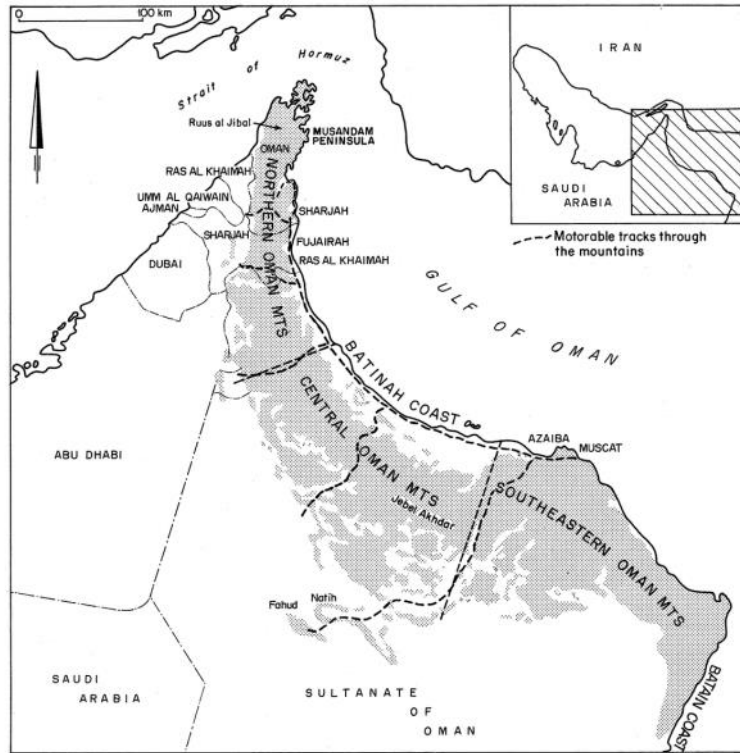 0 100 km
Strait of Hormuz
IRAN
SAUDI
ARABIA
Motorable tracks through
the mountains
Ruus al Jibal
MUSANDAM
PENINSULA
OMAN
RAS AL KHAIMAH
UMM AL QAIWAIN
AJMAN
SHARJAH
SHARJAH
FUJAIRAH
RAS AL KHAIMAH
DUBAI
NORTHERN OMAN MTS
GULF OF OMAN
BATINAH COAST
ABU DHABI
CENTRAL OMAN MTS
Jebel Akhdar
AZAIBA
MUSCAT
SOUTHEASTERN OMAN MTS
Fahud
Natih
SAUDI
ARABIA
SULTANATE
OF
OMAN
BATAIN COAST